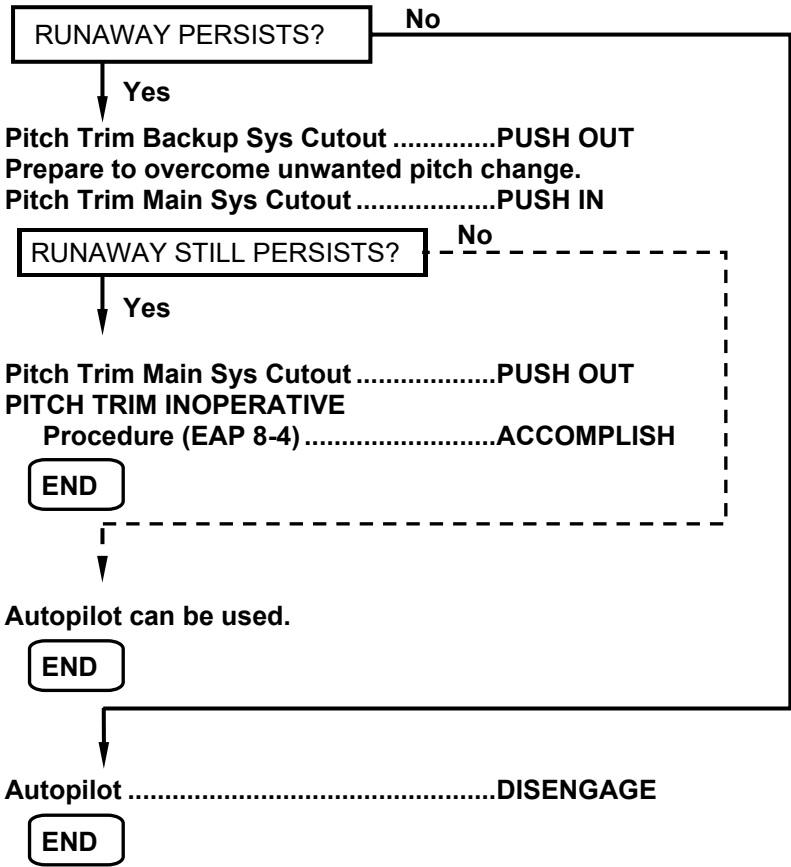 RUNAWAY PERSISTS? No
Yes
Pitch Trim Backup Sys Cutout ..............PUSH OUT
Prepare to overcome unwanted pitch change.
Pitch Trim Main Sys Cutout ...................PUSH IN
RUNAWAY STILL PERSISTS? No
Yes
Pitch Trim Main Sys Cutout ...................PUSH OUT
PITCH TRIM INOPERATIVE
Procedure (EAP 8-4) ..........................ACCOMPLISH
END
Autopilot can be used.
END
Autopilot ..................................................DISENGAGE
END